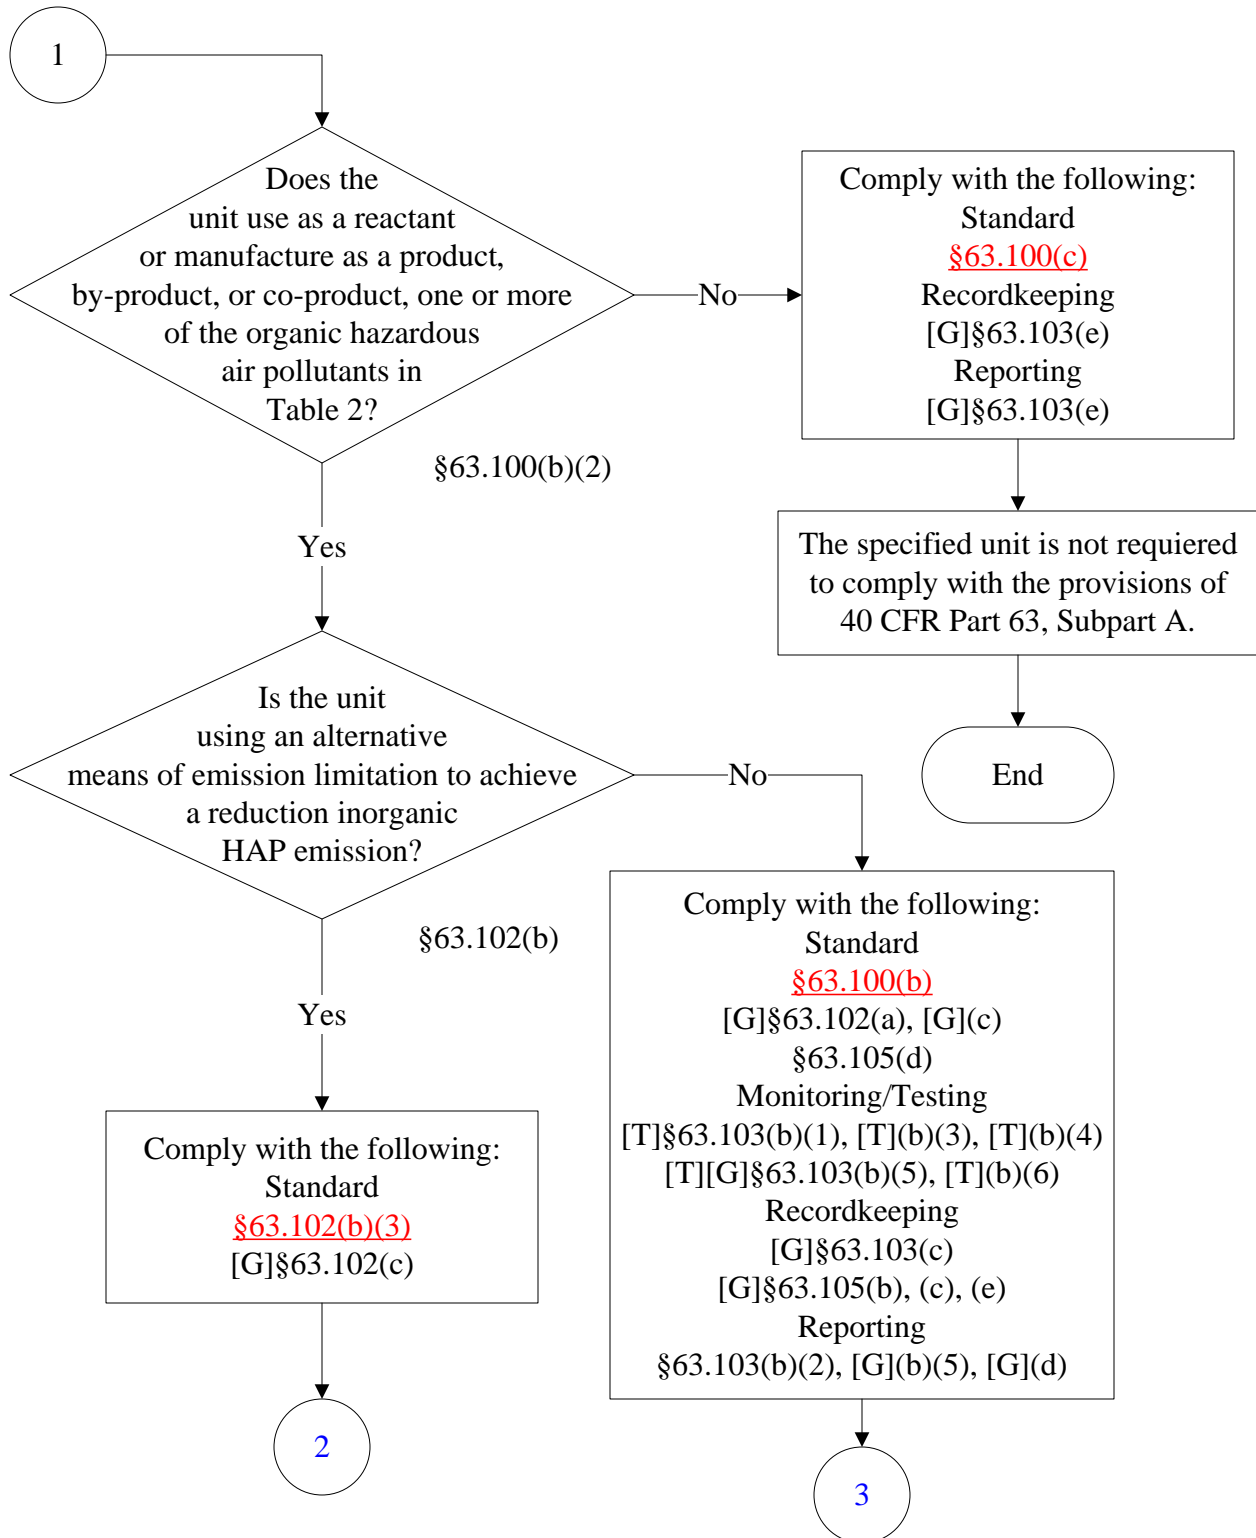 1
Does the
unit use as a reactant
or manufacture as a product,
by-product, or co-product, one or more
of the organic hazardous
air pollutants in
Table 2?
§63.100(b)(2)
No
Comply with the following:
Standard
§63.100(c)
Recordkeeping
[G]§63.103(e)
Reporting
[G]§63.103(e)
The specified unit is not requiered
to comply with the provisions of
40 CFR Part 63, Subpart A.
End
Yes
Is the unit
using an alternative
means of emission limitation to achieve
a reduction inorganic
HAP emission?
§63.102(b)
No
Comply with the following:
Standard
§63.100(b)
[G]§63.102(a), [G](c)
§63.105(d)
Monitoring/Testing
[T]§63.103(b)(1), [T](b)(3), [T](b)(4)
[T][G]§63.103(b)(5), [T](b)(6)
Recordkeeping
[G]§63.103(c)
[G]§63.105(b), (c), (e)
Reporting
§63.103(b)(2), [G](b)(5), [G](d)
3
Yes
Comply with the following:
Standard
§63.102(b)(3)
[G]§63.102(c)
2